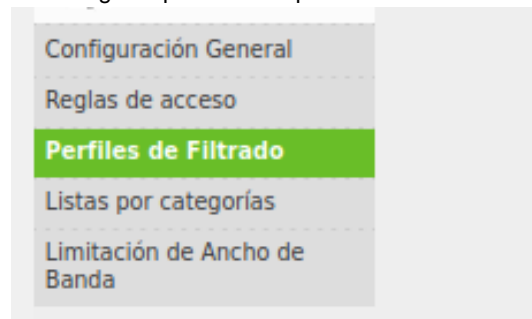 Configuración General
Reglas de acceso
Perfiles de Filtrado
Listas por categorías
Limitación de Ancho de
Banda